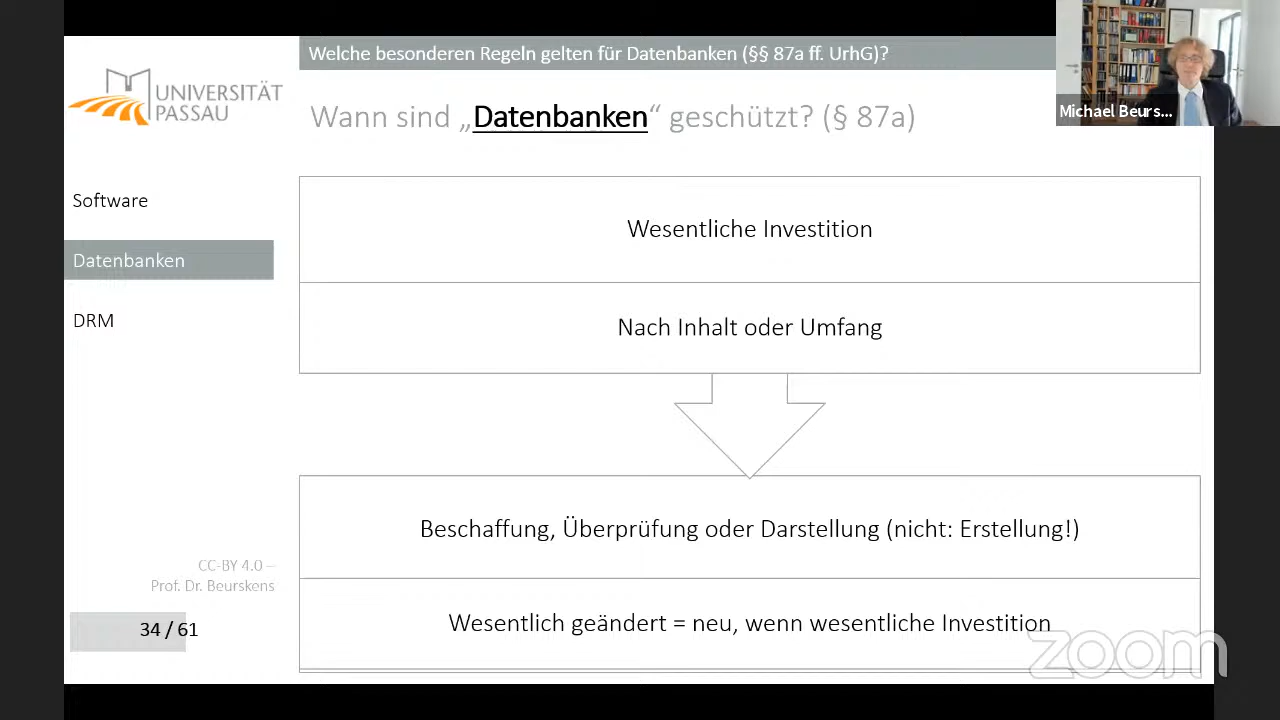 Welche besonderen Regeln gelten für Datenbanken (§§ 87a ff. UrhG)?
UNIVERSITÄT
PASSAU
Wann sind „Datenbanken“ geschützt? (§ 87a)
Michael Beurs...
Software
Datenbanken
DRM
Wesentliche Investition
Nach Inhalt oder Umfang
Beschaffung, Überprüfung oder Darstellung (nicht: Erstellung!)
Wesentlich geändert = neu, wenn wesentliche Investition
CC-BY 4.0 –
Prof. Dr. Beurskens
34 / 61
zoom